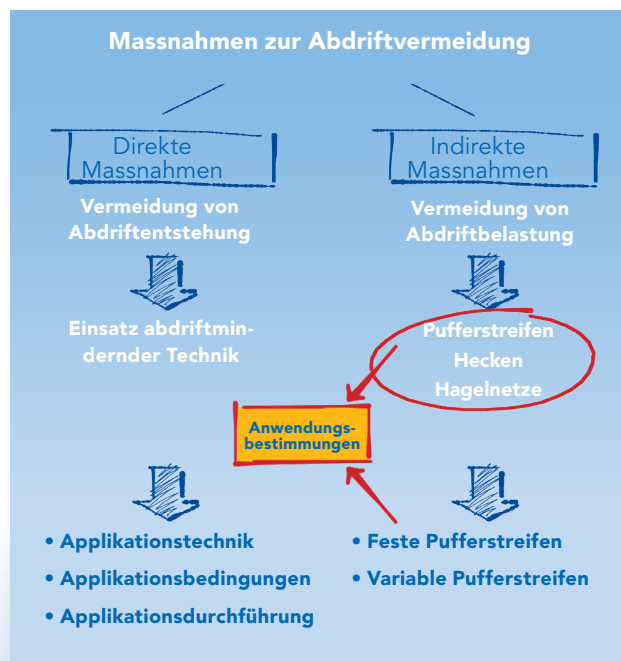 Massnahmen zur Abdriftvermeidung
Direkte
Massnahmen
Vermeidung von
Abdriftentstehung
Einsatz abdriftmin-
dernder Technik
Indirekte
Massnahmen
Vermeidung von
Abdriftbelastung
Pufferstreifen
Hecken
Hagelnetze
Anwendungs-
bestimmungen
• Applikationstechnik
• Applikationsbedingungen
• Applikationsdurchführung
• Feste Pufferstreifen
• Variable Pufferstreifen